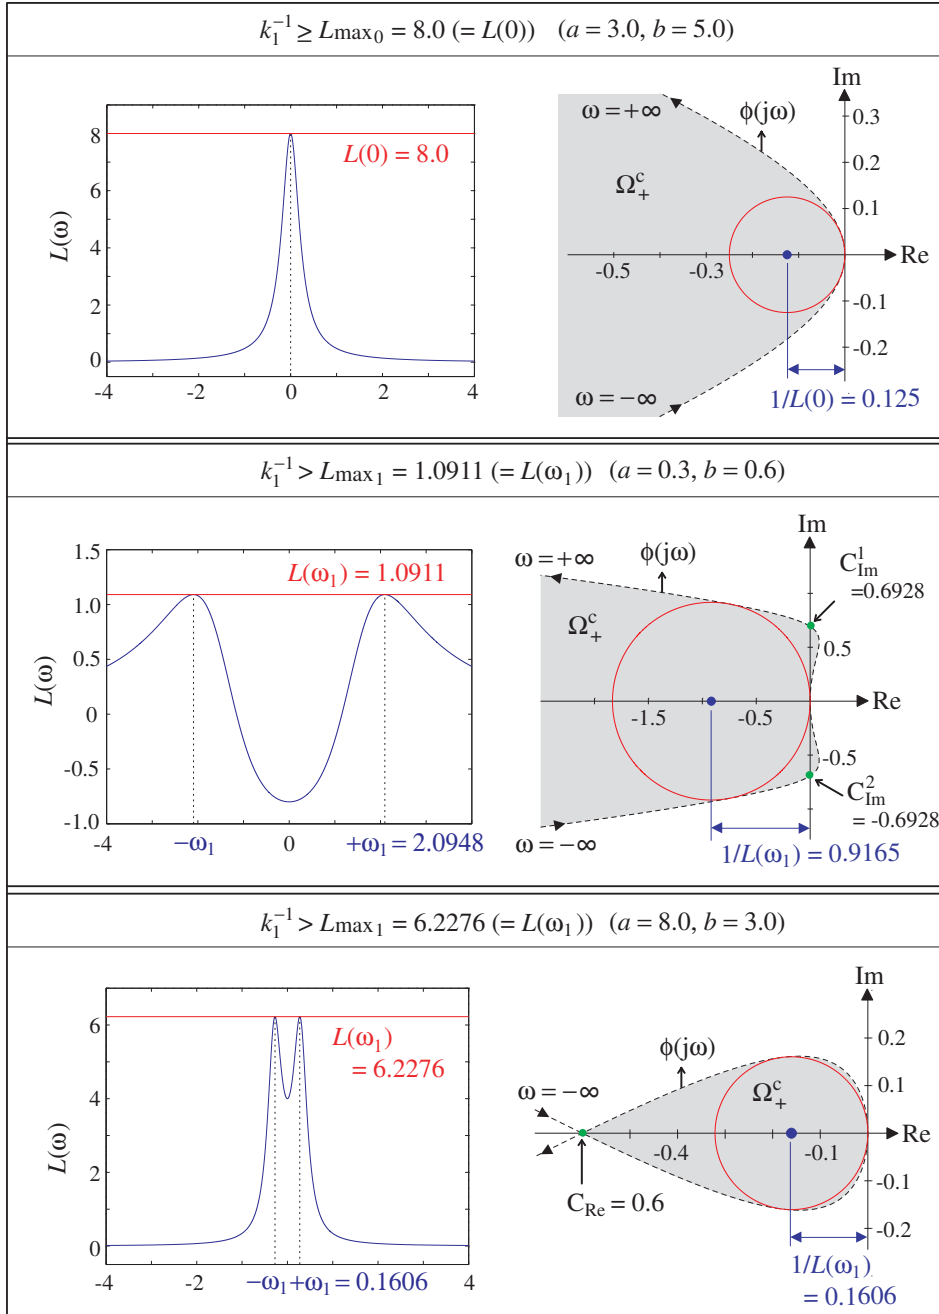 k₁⁻¹ ≥ Lmax₀ = 8.0 (= L(0)) (a = 3.0, b = 5.0)
8
6
4
2
0
L(ω)
L(0) = 8.0
-4
-2
0
2
4
Im
ω = +∞
ϕ(jω)
0.3
0.2
0.1
Ω₊ᶜ
Re
-0.5
-0.3
-0.1
-0.2
ω = −∞
1/L(0) = 0.125
k₁⁻¹ > Lmax₁ = 1.0911 (= L(ω₁)) (a = 0.3, b = 0.6)
1.5
1.0
0.5
0
-0.5
-1.0
L(ω)
L(ω₁) = 1.0911
-4
−ω₁
0
+ω₁ = 2.0948
Im
ω = +∞
ϕ(jω)
C¹Im
=0.6928
Ω₊ᶜ
0.5
Re
-1.5
-0.5
-0.5
C²Im
= -0.6928
ω = −∞
1/L(ω₁) = 0.9165
k₁⁻¹ > Lmax₁ = 6.2276 (= L(ω₁)) (a = 8.0, b = 3.0)
6
4
2
0
L(ω)
L(ω₁)
= 6.2276
-4
-2
−ω₁+ω₁ = 0.1606
4
Im
0.2
0.1
ϕ(jω)
Ω₊ᶜ
ω = −∞
Re
-0.4
-0.1
-0.1
-0.2
CRe = 0.6
1/L(ω₁)
= 0.1606